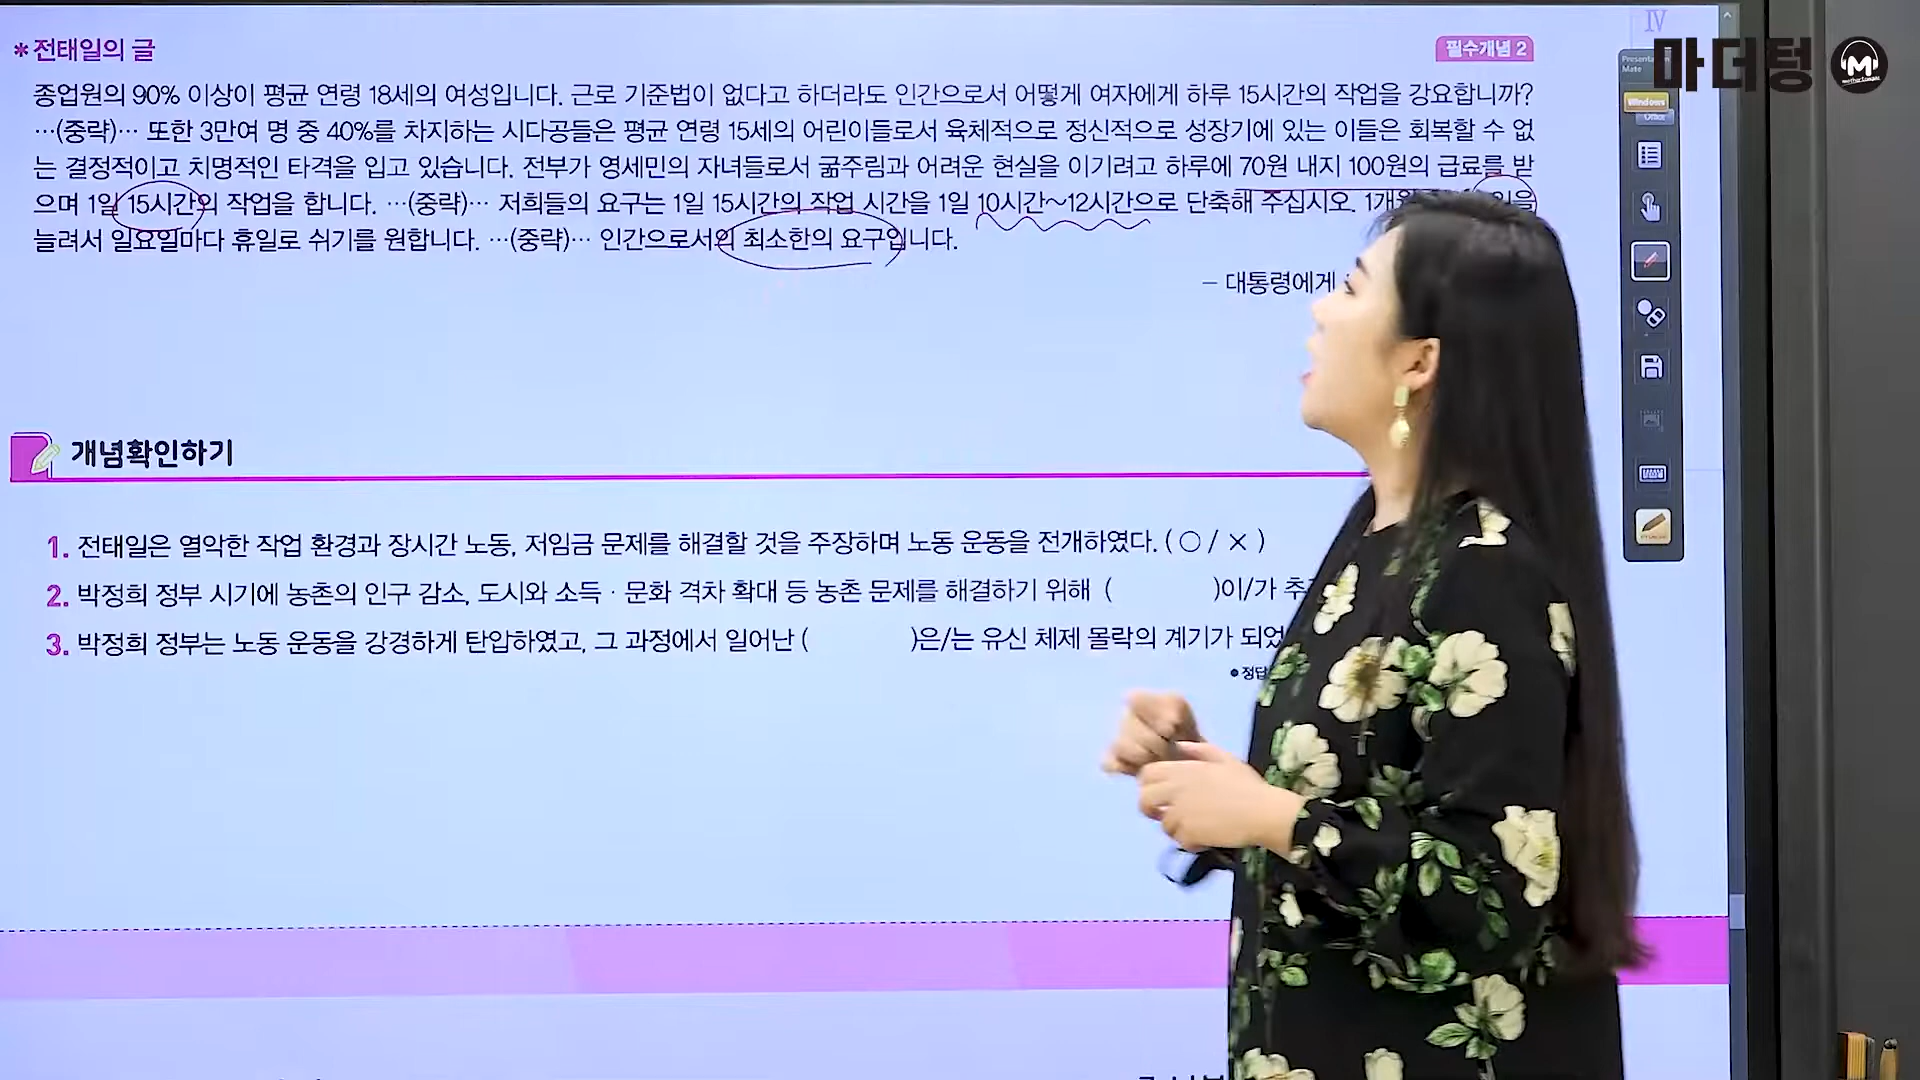 IV
마더텅
Presentation
Mate
Windows
*전태일의 글
필수개념 2
종업원의 90% 이상이 평균 연령 18세의 여성입니다. 근로 기준법이 없다고 하더라도 인간으로서 어떻게 여자에게 하루 15시간의 작업을 강요합니까?
…(중략)… 또한 3만여 명 중 40%를 차지하는 시다공들은 평균 연령 15세의 어린이들로서 육체적으로 정신적으로 성장기에 있는 이들은 회복할 수 없
는 결정적이고 치명적인 타격을 입고 있습니다. 전부가 영세민의 자녀들로서 굶주림과 어려운 현실을 이기려고 하루에 70원 내지 100원의 급료를 받
으며 1일 15시간의 작업을 합니다. …(중략)… 저희들의 요구는 1일 15시간의 작업 시간을 1일 10시간~12시간으로 단축해 주십시오. 1개월
늘려서 일요일마다 휴일로 쉬기를 원합니다. …(중략)… 인간으로서의 최소한의 요구입니다.
– 대통령에게
개념확인하기
1. 전태일은 열악한 작업 환경과 장시간 노동, 저임금 문제를 해결할 것을 주장하며 노동 운동을 전개하였다. ( ○ / × )
2. 박정희 정부 시기에 농촌의 인구 감소, 도시와 소득·문화 격차 확대 등 농촌 문제를 해결하기 위해 (          )이/가
3. 박정희 정부는 노동 운동을 강경하게 탄압하였고, 그 과정에서 일어난 (          )은/는 유신 체제 몰락의 계기가
●정답